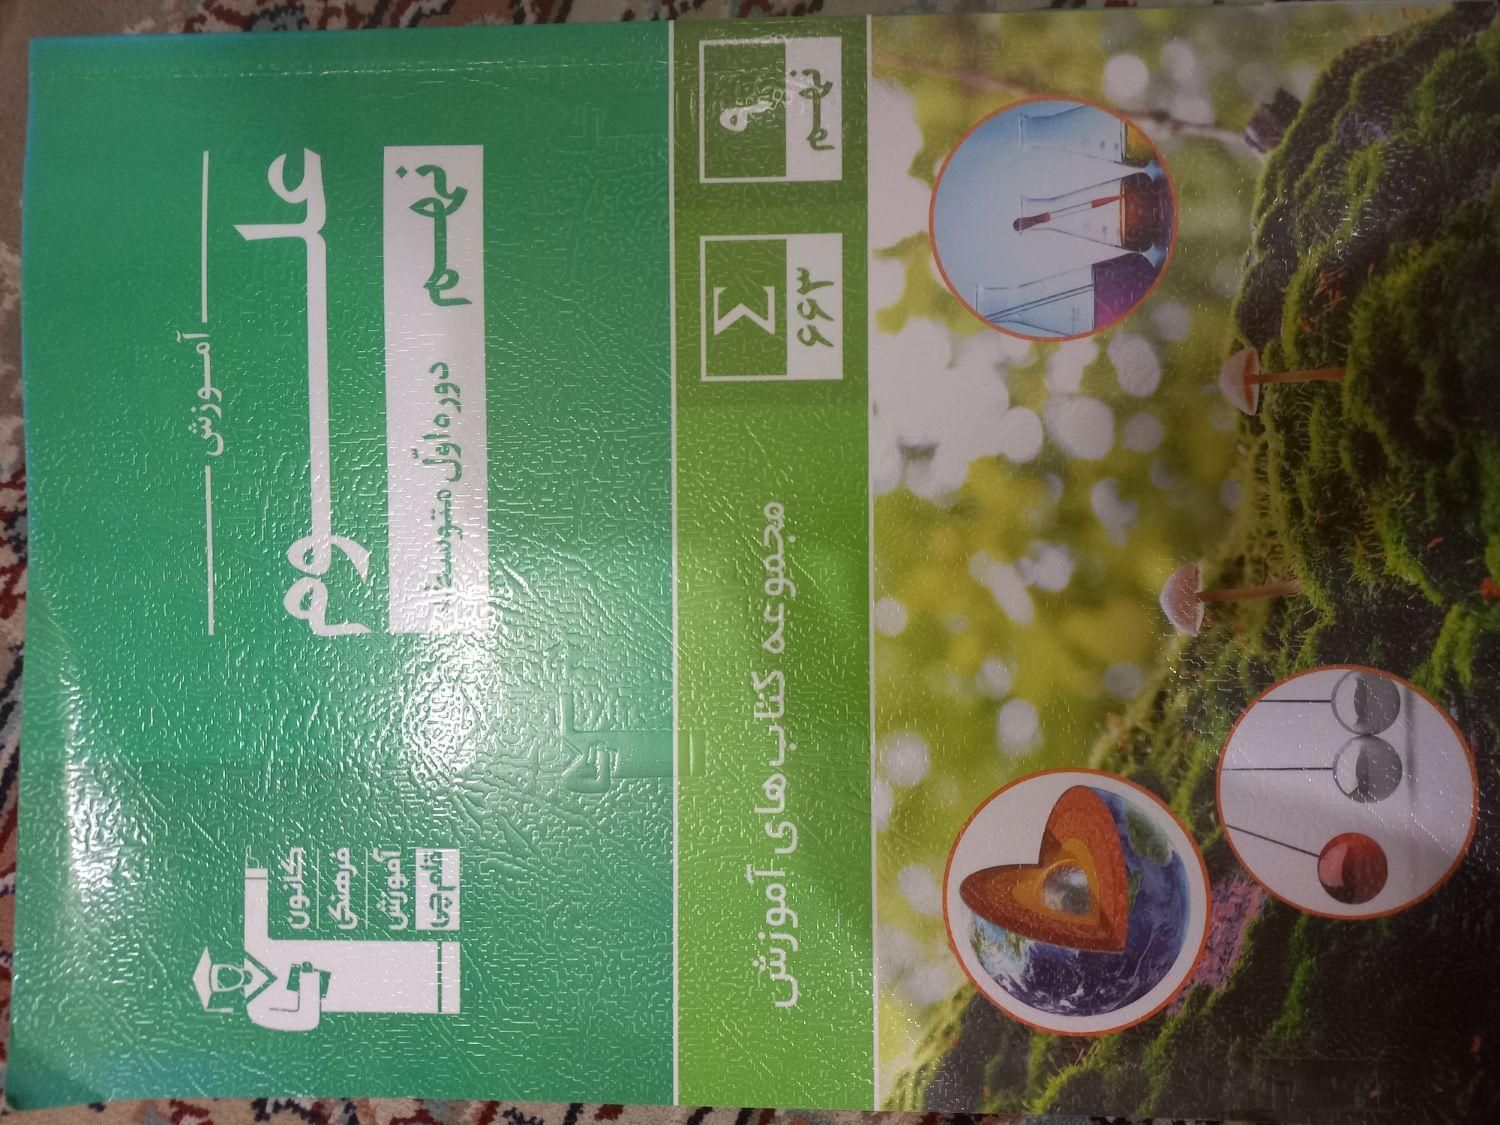 آموزش
علوم
نهم دوره اوّل متوسطه
کانون
فرهنگی
آموزش
قلم‌چی
۹ نهم
∑ ۶۶۳
مجموعه کتاب‌های آموزش